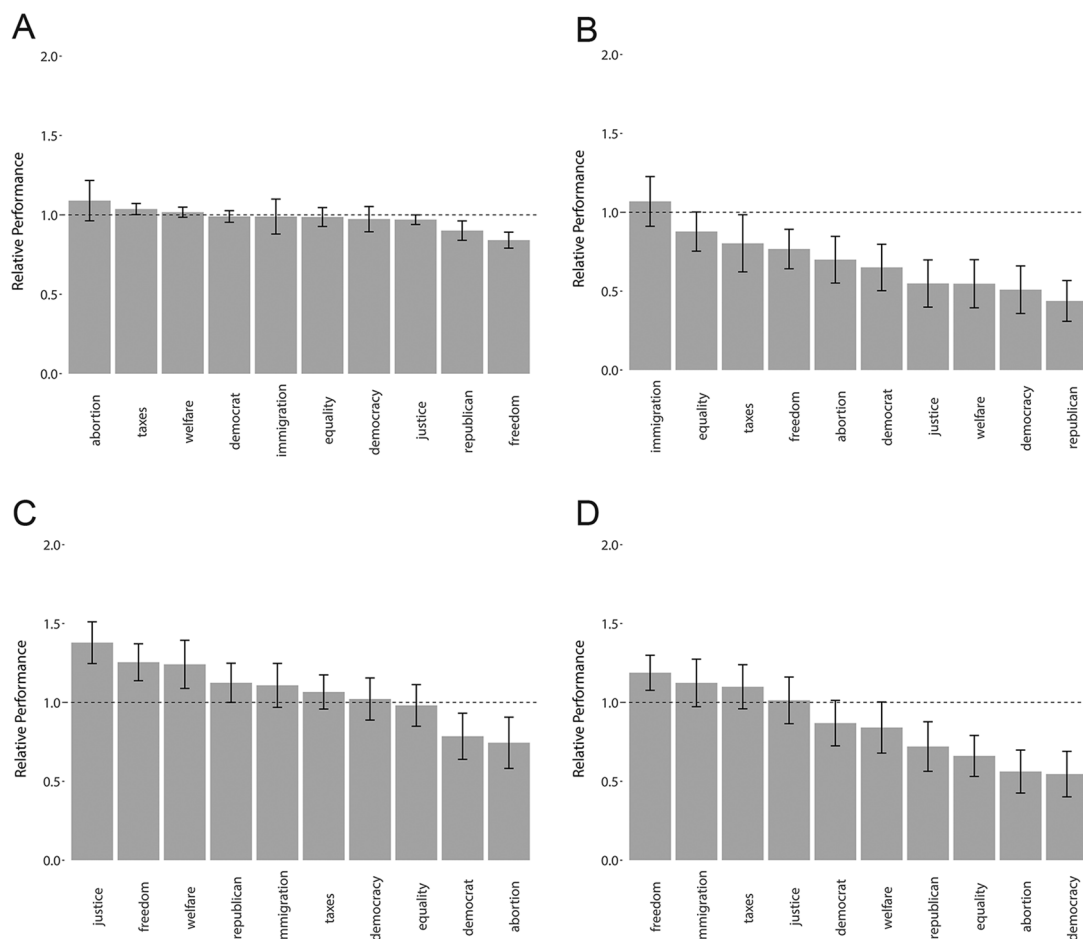 A
2.0
1.5
1.0
0.5
0.0
Relative Performance
abortion
taxes
welfare
democrat
immigration
equality
democracy
justice
republican
freedom
B
2.0
1.5
1.0
0.5
0.0
Relative Performance
immigration
equality
taxes
freedom
abortion
democrat
justice
welfare
democracy
republican
C
2.0
1.5
1.0
0.5
0.0
Relative Performance
justice
freedom
welfare
republican
immigration
taxes
democracy
equality
democrat
abortion
D
2.0
1.5
1.0
0.5
0.0
Relative Performance
freedom
immigration
taxes
justice
democrat
welfare
republican
equality
abortion
democracy